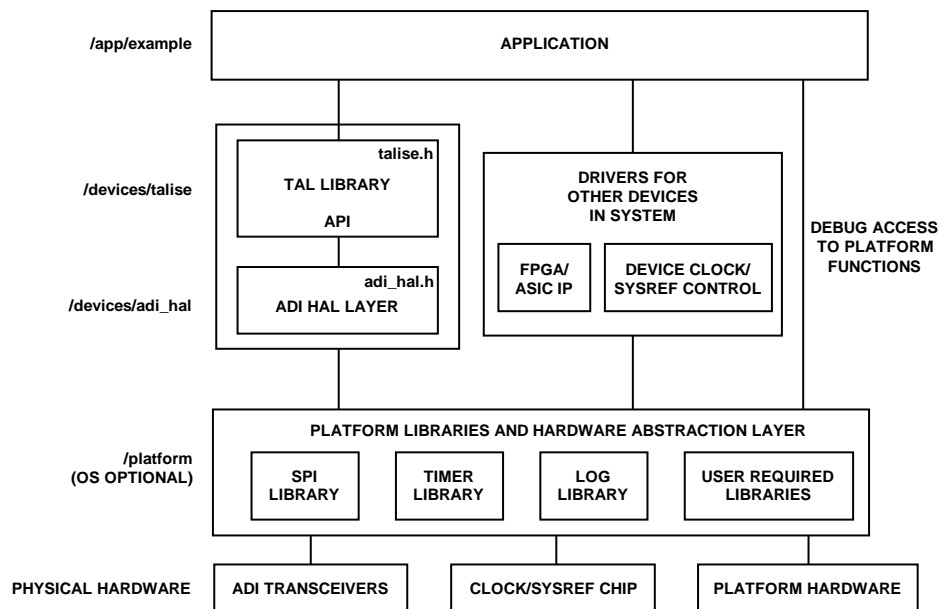 /app/example
APPLICATION
talise.h
/devices/talise
TAL LIBRARY
API
adi_hal.h
/devices/adi_hal
ADI HAL LAYER
DRIVERS FOR
OTHER DEVICES
IN SYSTEM
FPGA/
ASIC IP
DEVICE CLOCK/
SYSREF CONTROL
DEBUG ACCESS
TO PLATFORM
FUNCTIONS
/platform
(OS OPTIONAL)
PLATFORM LIBRARIES AND HARDWARE ABSTRACTION LAYER
SPI
LIBRARY
TIMER
LIBRARY
LOG
LIBRARY
USER REQUIRED
LIBRARIES
PHYSICAL HARDWARE
ADI TRANSCEIVERS
CLOCK/SYSREF CHIP
PLATFORM HARDWARE